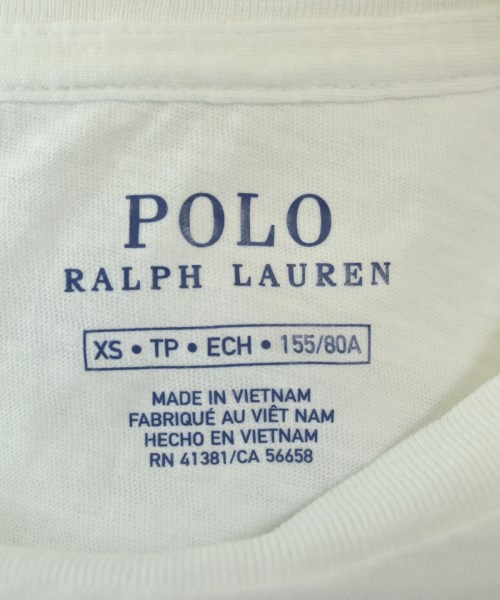 POLO
RALPH LAUREN
XS • TP • ECH • 155/80A
MADE IN VIETNAM
FABRIQUÉ AU VIÊT NAM
HECHO EN VIETNAM
RN 41381/CA 56658